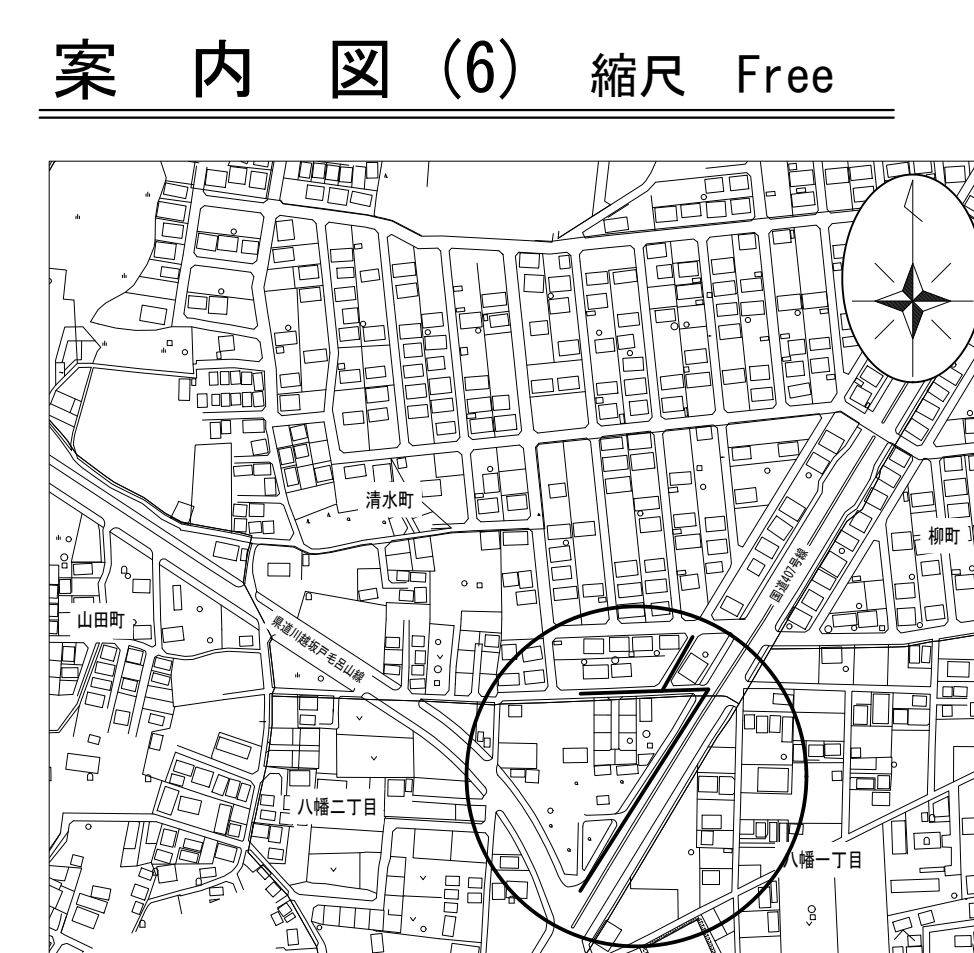 案 内 図 (6) 縮尺 Free
清水町
柳町
国道407号線
山田町
県道川越坂戸毛呂山線
八幡二丁目
八幡一丁目